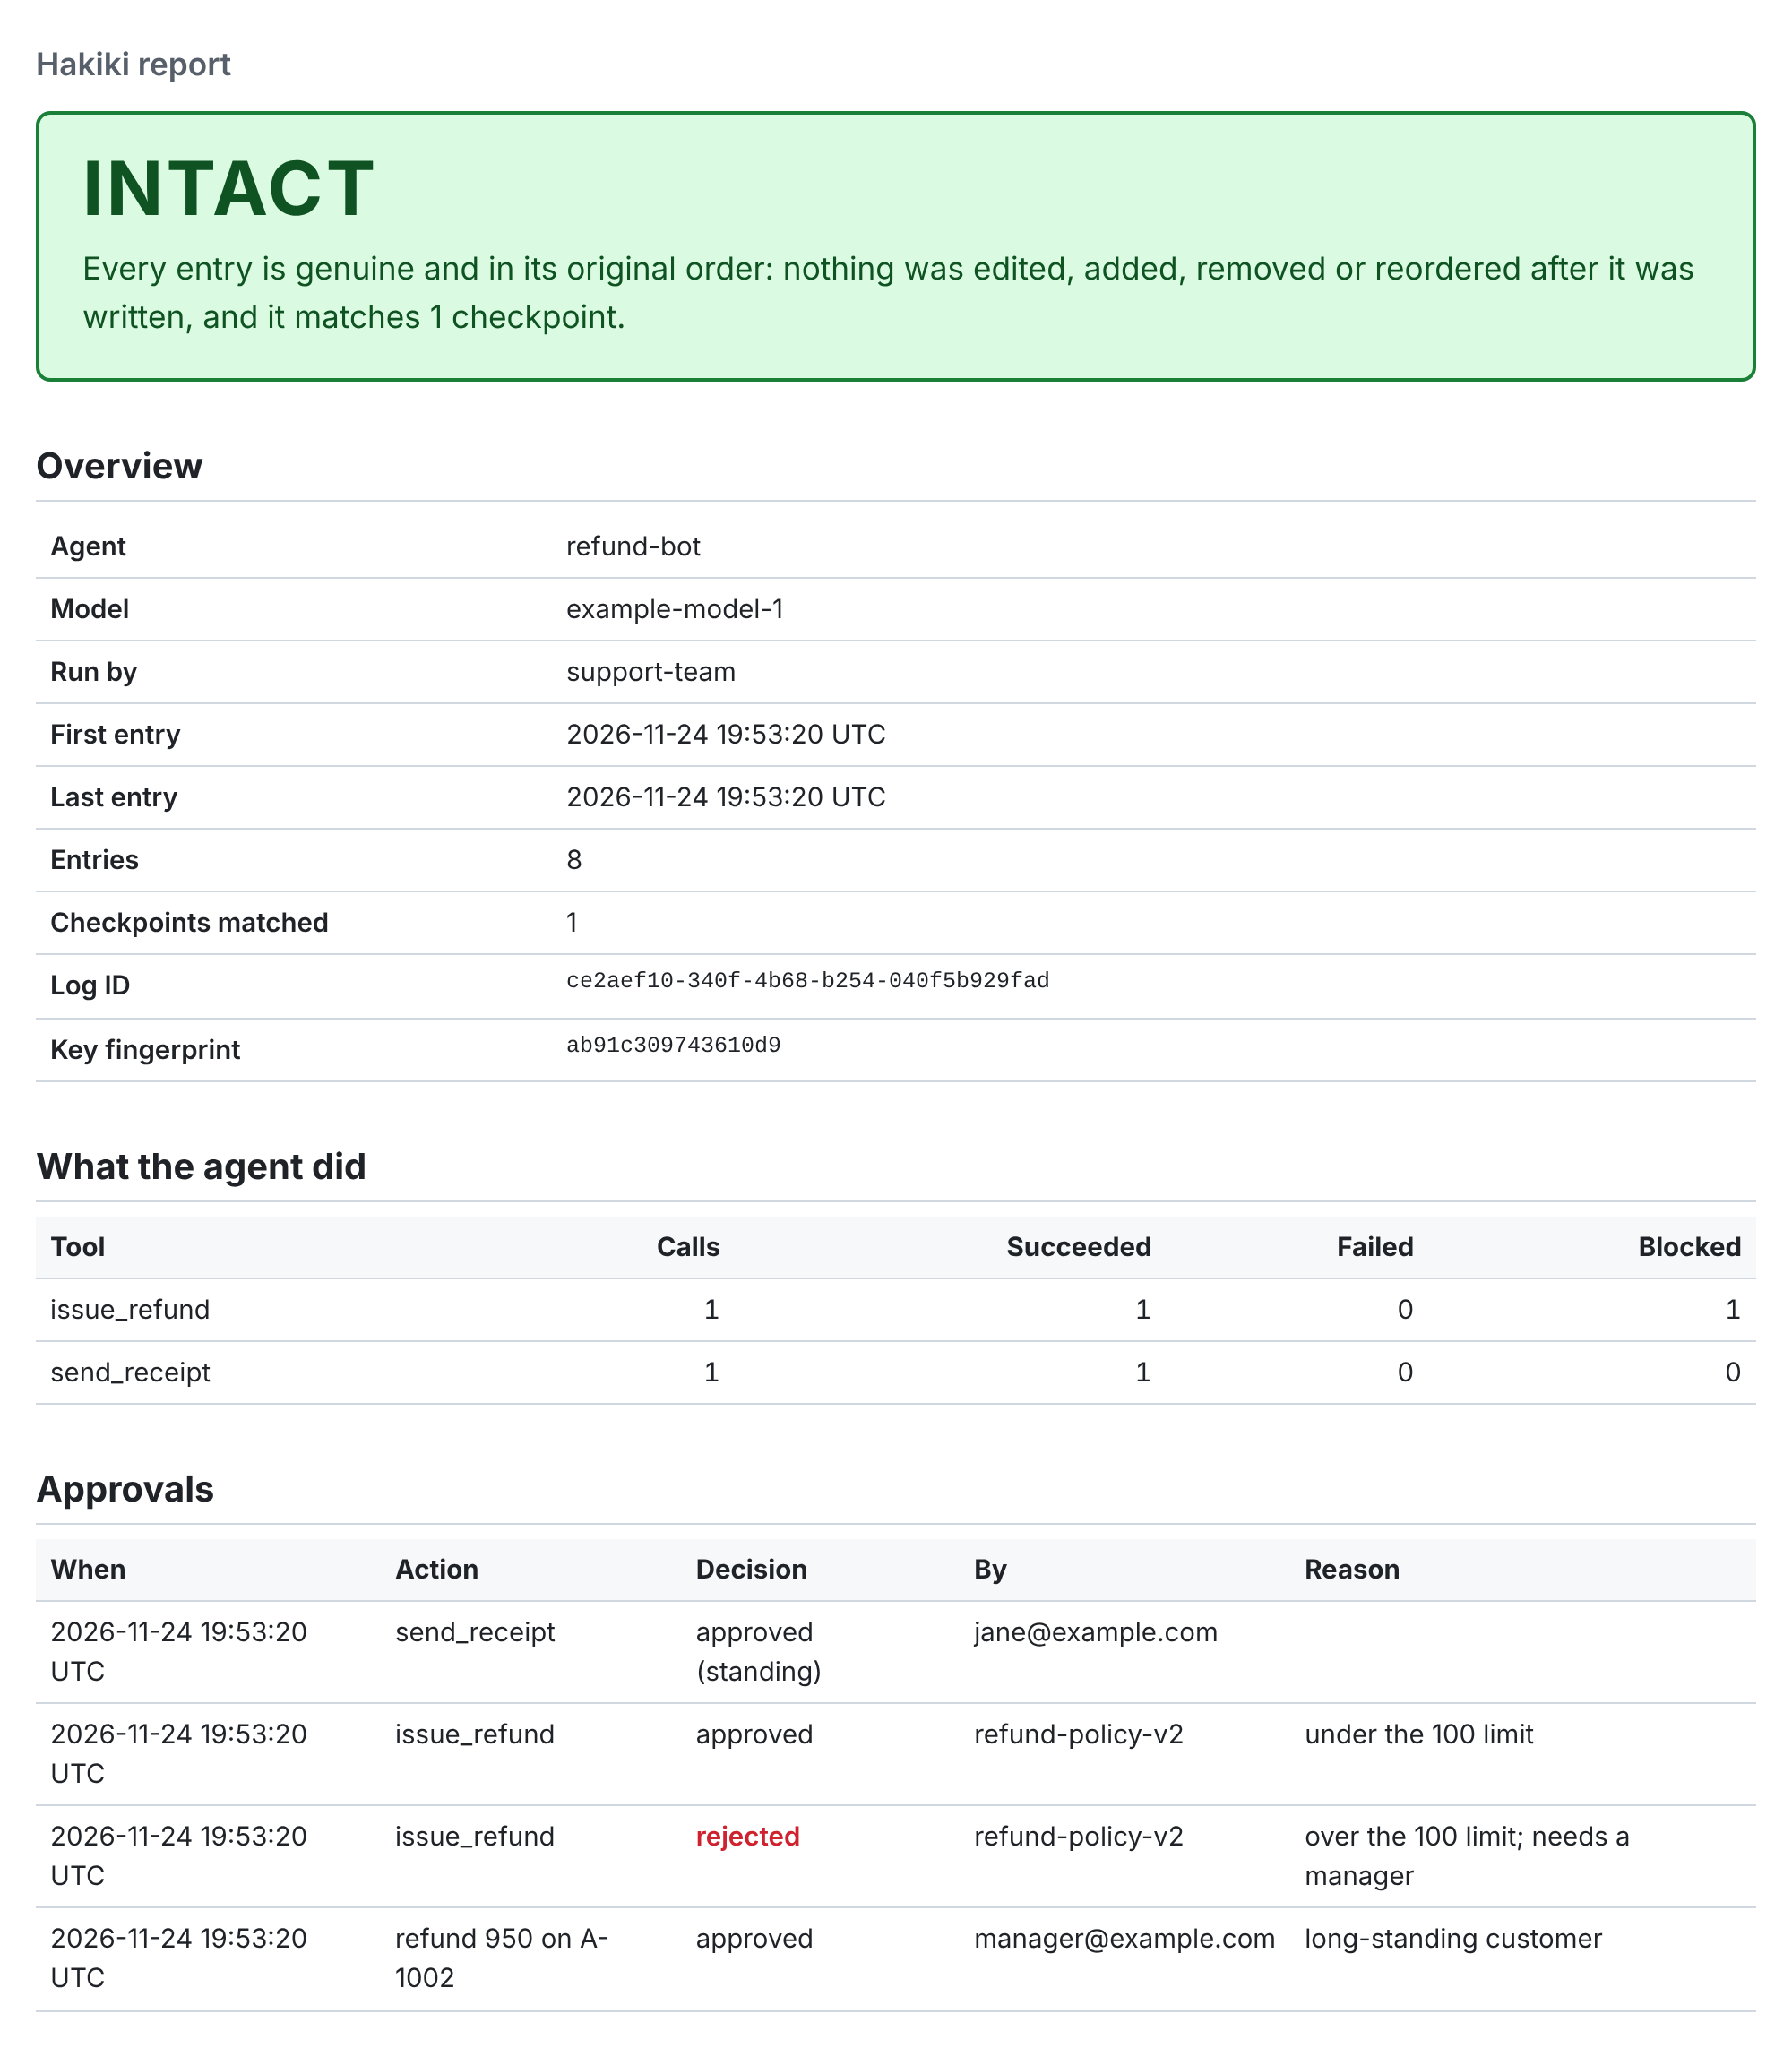 Hakiki report
INTACT
Every entry is genuine and in its original order: nothing was edited, added, removed or reordered after it was
written, and it matches 1 checkpoint.
Overview
Agent refund-bot
Model example-model-1
Run by support-team
First entry 2026-11-24 19:53:20 UTC
Last entry 2026-11-24 19:53:20 UTC
Entries 8
Checkpoints matched 1
Log ID ce2aef10-340f-4b68-b254-040f5b929fad
Key fingerprint ab91c309743610d9
What the agent did
Tool Calls Succeeded Failed Blocked
issue_refund 1 1 0 1
send_receipt 1 1 0 0
Approvals
When Action Decision By Reason
2026-11-24 19:53:20 send_receipt approved jane@example.com
UTC (standing)
2026-11-24 19:53:20 issue_refund approved refund-policy-v2 under the 100 limit
UTC
2026-11-24 19:53:20 issue_refund rejected refund-policy-v2 over the 100 limit; needs a
UTC manager
2026-11-24 19:53:20 refund 950 on A- approved manager@example.com long-standing customer
UTC 1002